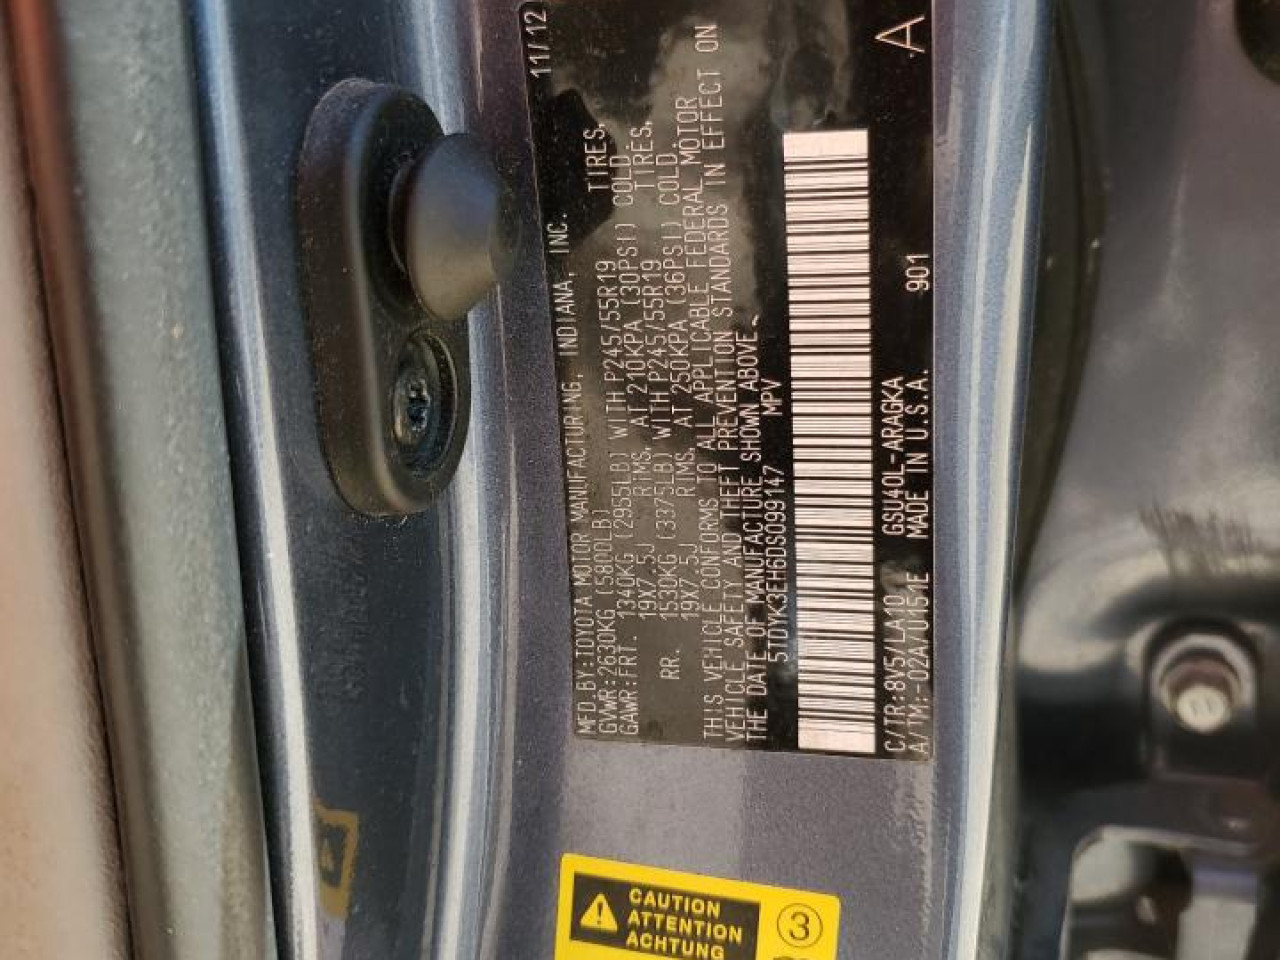 MFD.BY:TOYOTA MOTOR MANUFACTURING, INDIANA, INC. 11/12
GVWR:2630KG (5800LB)
GAWR:FRT. 1340KG (2955LB) WITH P245/55R19 TIRES,
19X7.5J RIMS, AT 210KPA (30PSI) COLD.
RR. 1530KG (3375LB) WITH P245/55R19 TIRES,
19X7.5J RIMS, AT 250KPA (36PSI) COLD.
THIS VEHICLE CONFORMS TO ALL APPLICABLE FEDERAL MOTOR
VEHICLE SAFETY AND THEFT PREVENTION STANDARDS IN EFFECT ON
THE DATE OF MANUFACTURE SHOWN ABOVE.
5TDYK3EH6DS099147 MPV
C/TR:8V5/LA10 GSU40L-ARAGKA 901 A
A/TM:-02A/U151E MADE IN U.S.A.
CAUTION
ATTENTION
ACHTUNG
3